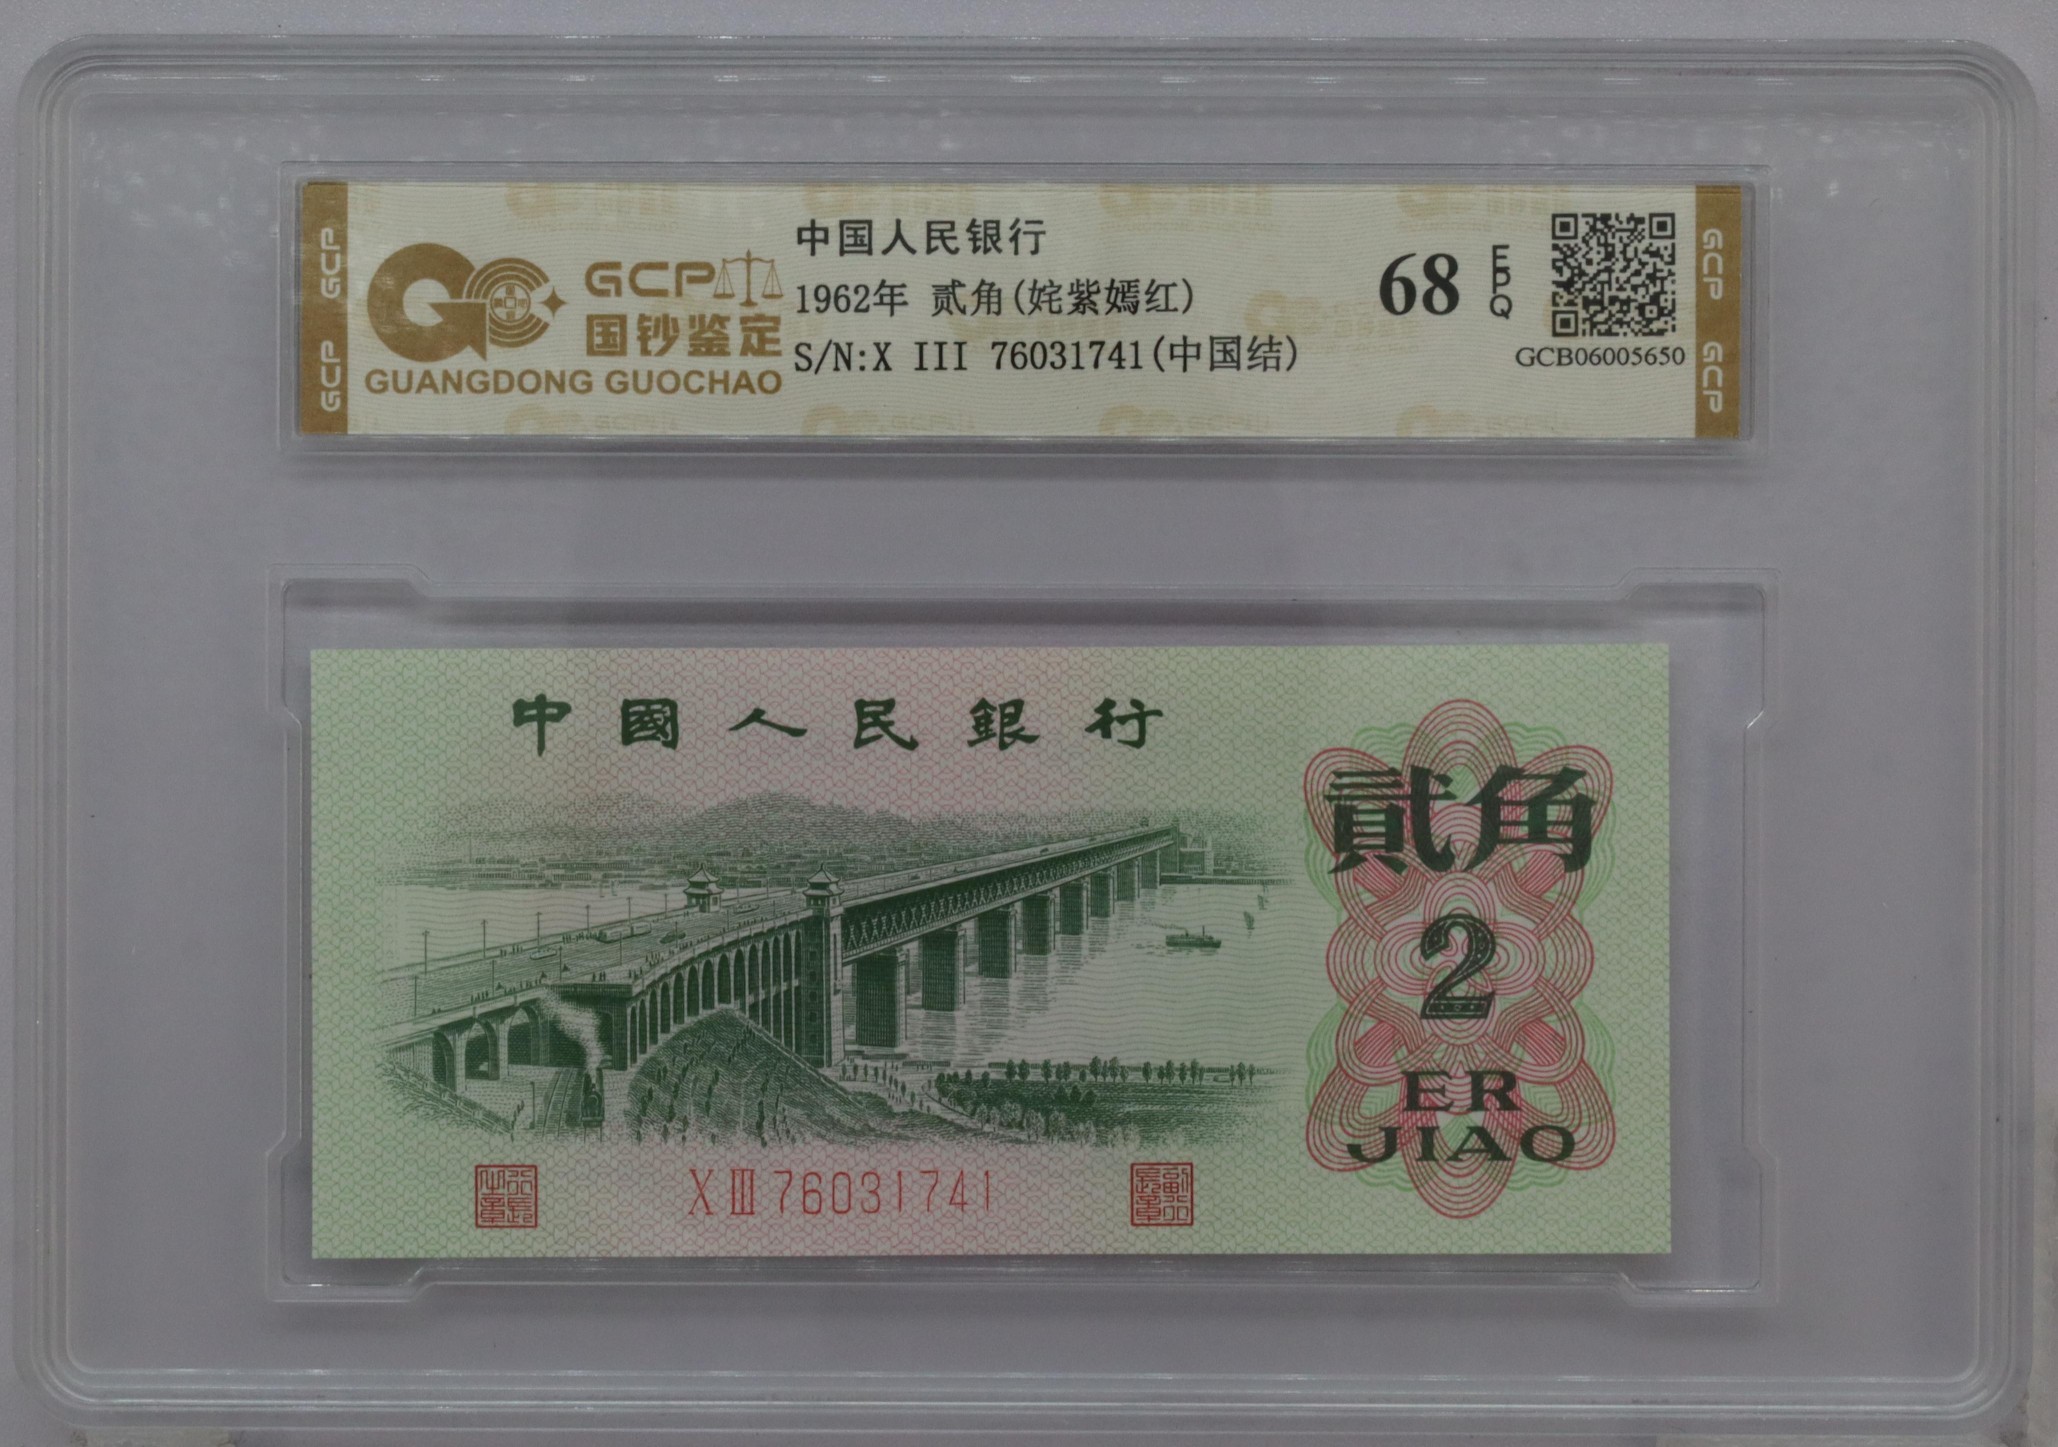 GCP GCP
GCP
国钞鉴定
GUANGDONG GUOCHAO
中国人民银行
1962年 贰角(姹紫嫣红)
S/N:X III 76031741(中国结)
68 EPQ
GCB06005650
GCP GCP
中國人民銀行
貳角
2
ER
JIAO
X III 76031741